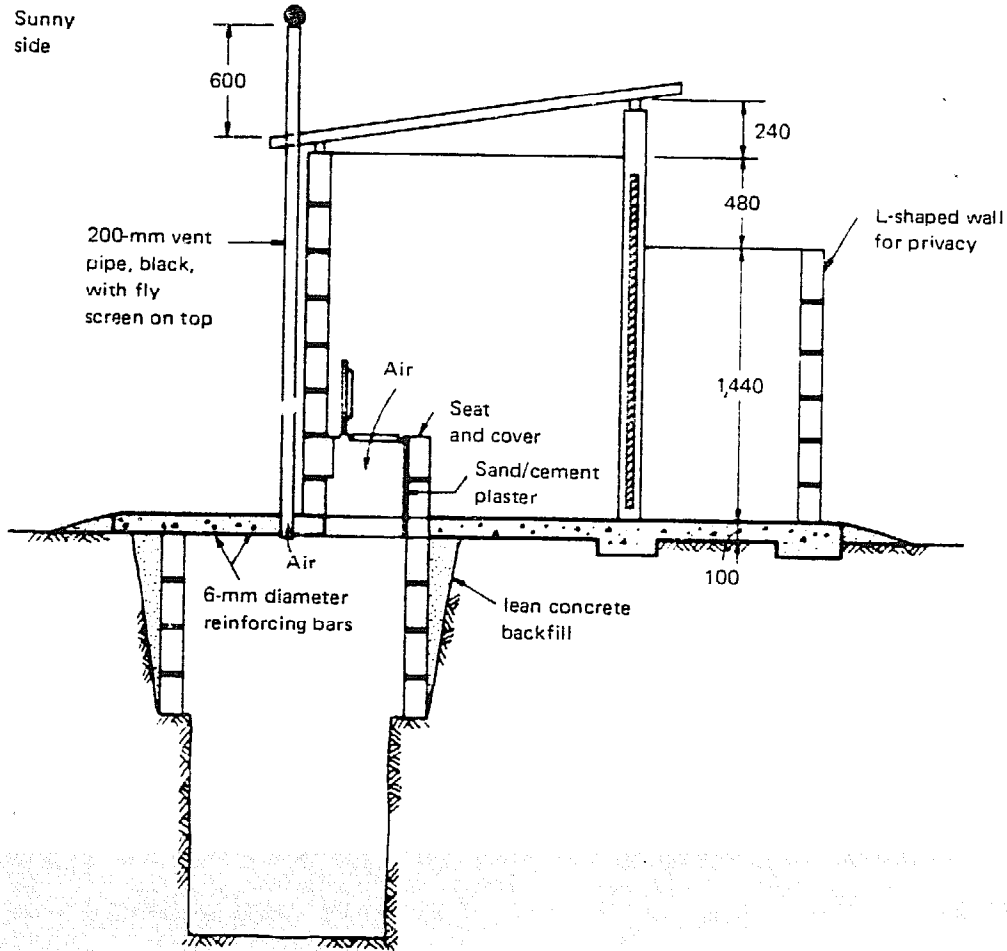 Sunny
side
600
240
480
200-mm vent
pipe, black,
with fly
screen on top
L-shaped wall
for privacy
Air
1,440
Seat
and cover
Sand/cement
plaster
Air
100
6-mm diameter
reinforcing bars
lean concrete
backfill